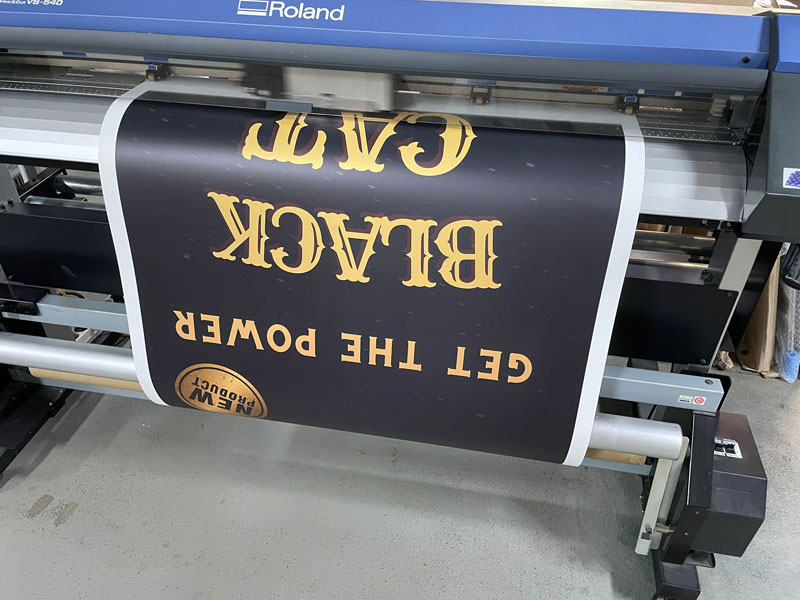 VS-540
Roland
NEW
PRODUCT
GET THE POWER
BLACK
CAT